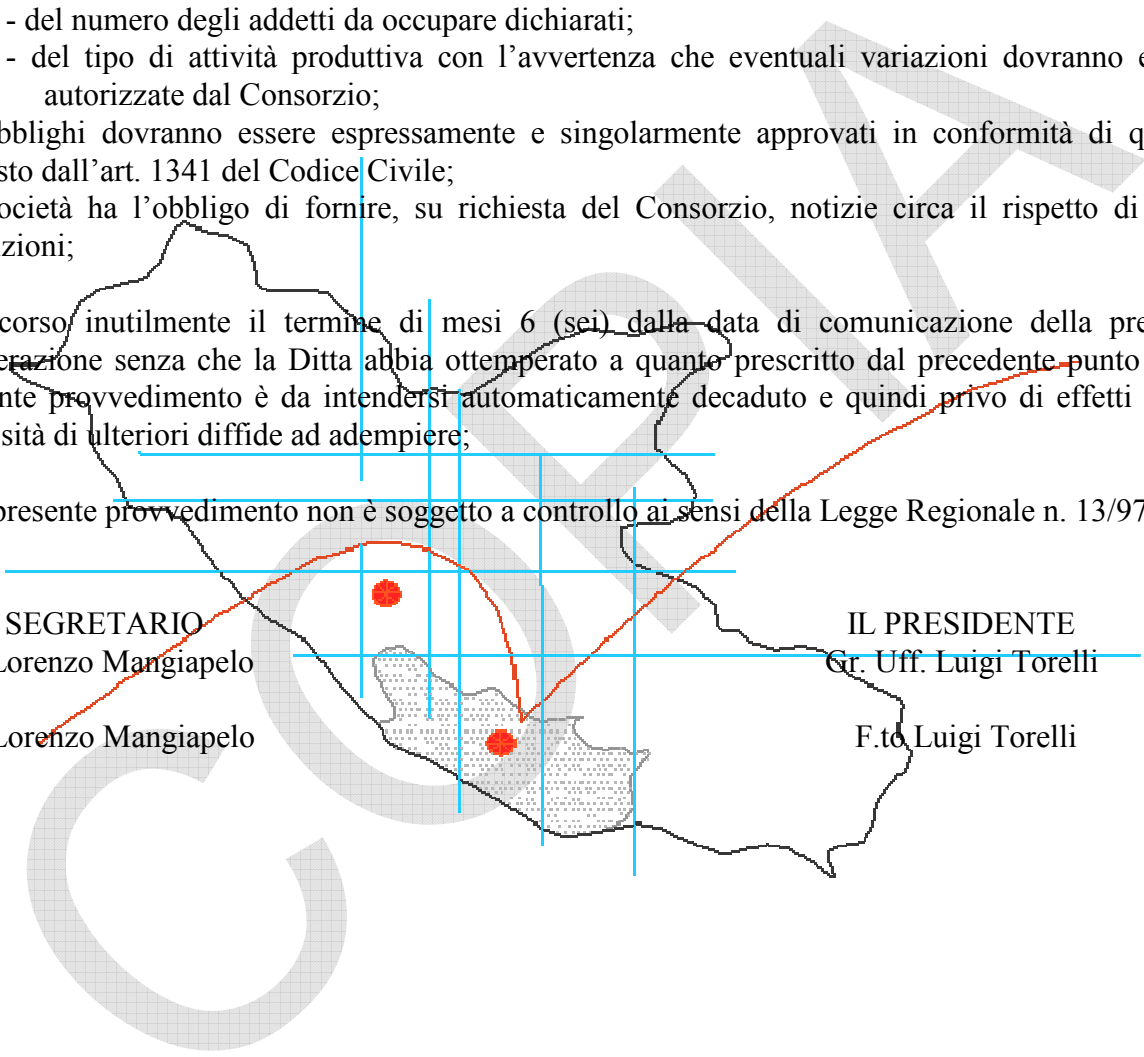 - del numero degli addetti da occupare dichiarati;
- del tipo di attività produttiva con l’avvertenza che eventuali variazioni dovranno e
autorizzate dal Consorzio;
bblighi dovranno essere espressamente e singolarmente approvati in conformità di q
sto dall’art. 1341 del Codice Civile;
ocietà ha l’obbligo di fornire, su richiesta del Consorzio, notizie circa il rispetto di
zioni;
corso inutilmente il termine di mesi 6 (sei) dalla data di comunicazione della pre
erazione senza che la Ditta abbia ottemperato a quanto prescritto dal precedente punto
nte provvedimento è da intendersi automaticamente decaduto e quindi privo di effetti
sità di ulteriori diffide ad adempiere;
presente provvedimento non è soggetto a controllo ai sensi della Legge Regionale n. 13/97
SEGRETARIO IL PRESIDENTE
Lorenzo Mangiapelo Gr. Uff. Luigi Torelli
Lorenzo Mangiapelo F.to Luigi Torelli
COPIA